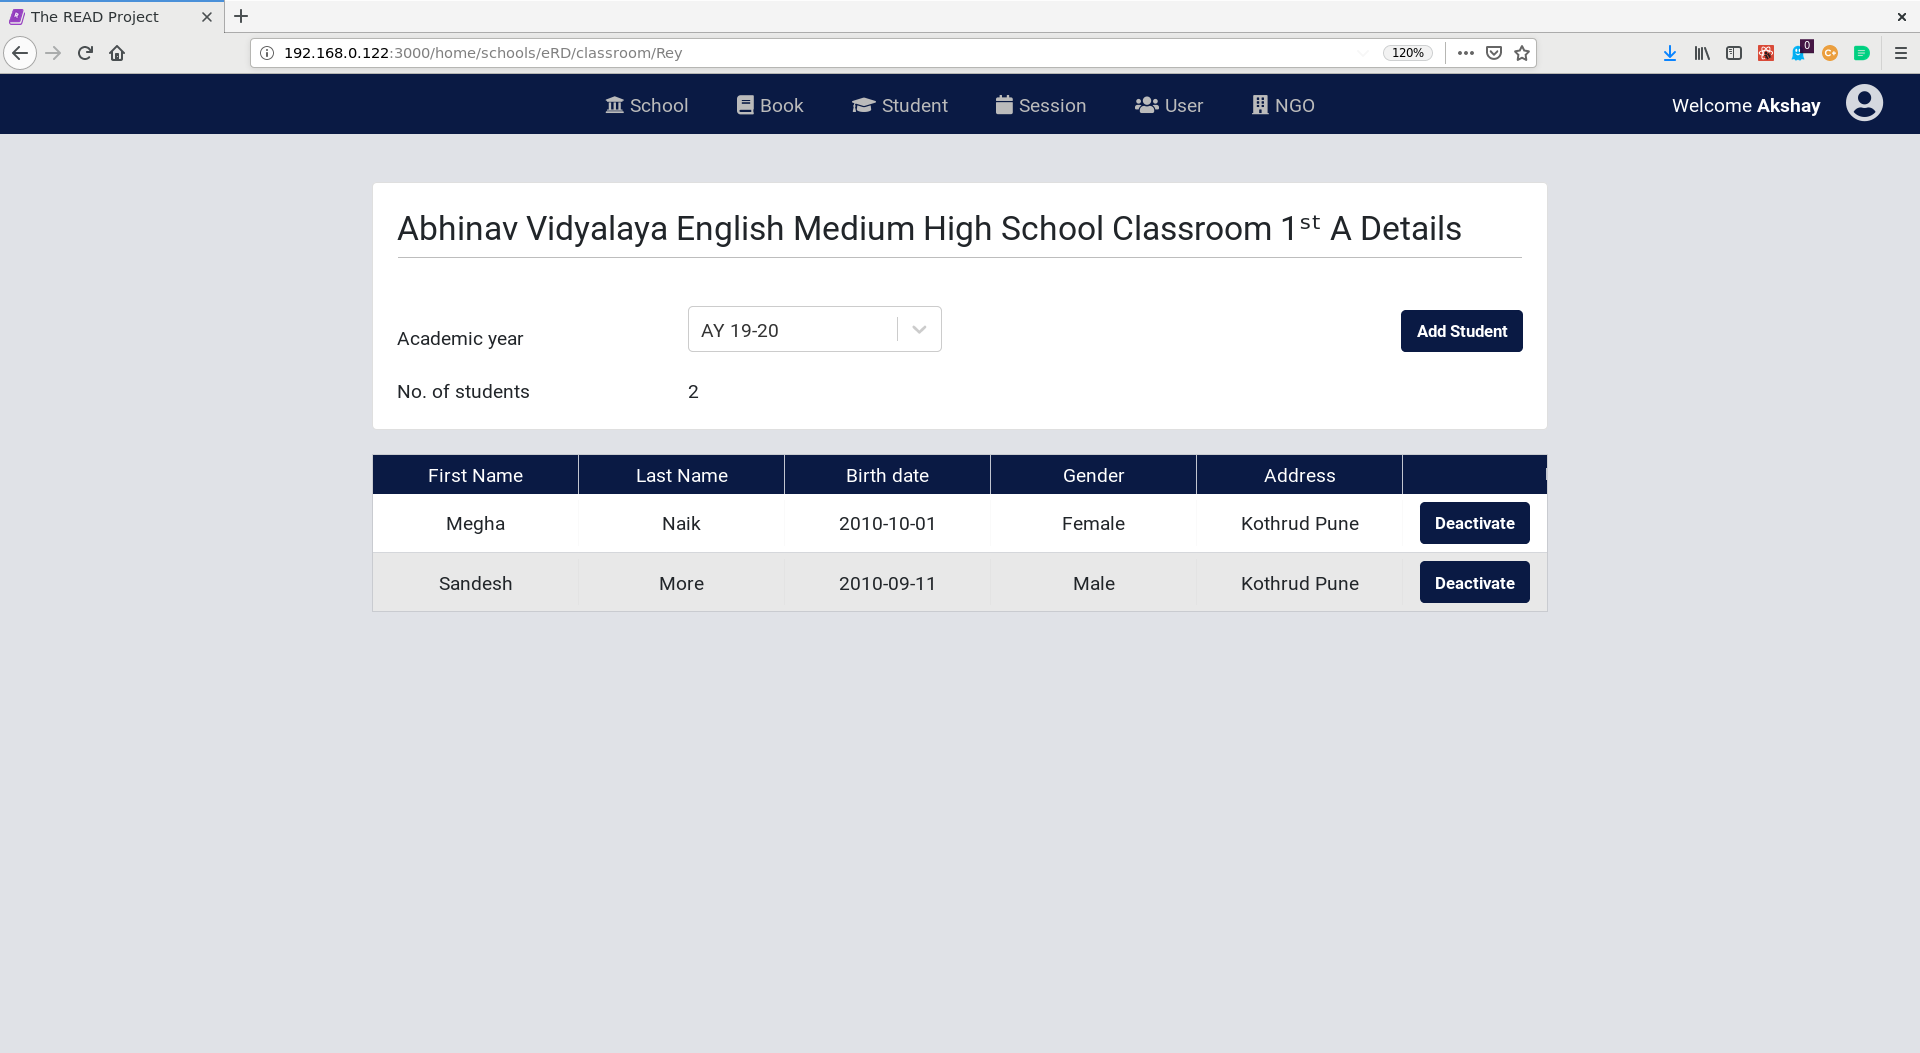 The READ Project
192.168.0.122:3000/home/schools/eRD/classroom/Rey
120%
0
School Book Student Session User NGO
Welcome Akshay
Abhinav Vidyalaya English Medium High School Classroom 1ˢᵗ A Details
Academic year AY 19-20 Add Student
No. of students 2
First Name Last Name Birth date Gender Address
Megha Naik 2010-10-01 Female Kothrud Pune Deactivate
Sandesh More 2010-09-11 Male Kothrud Pune Deactivate